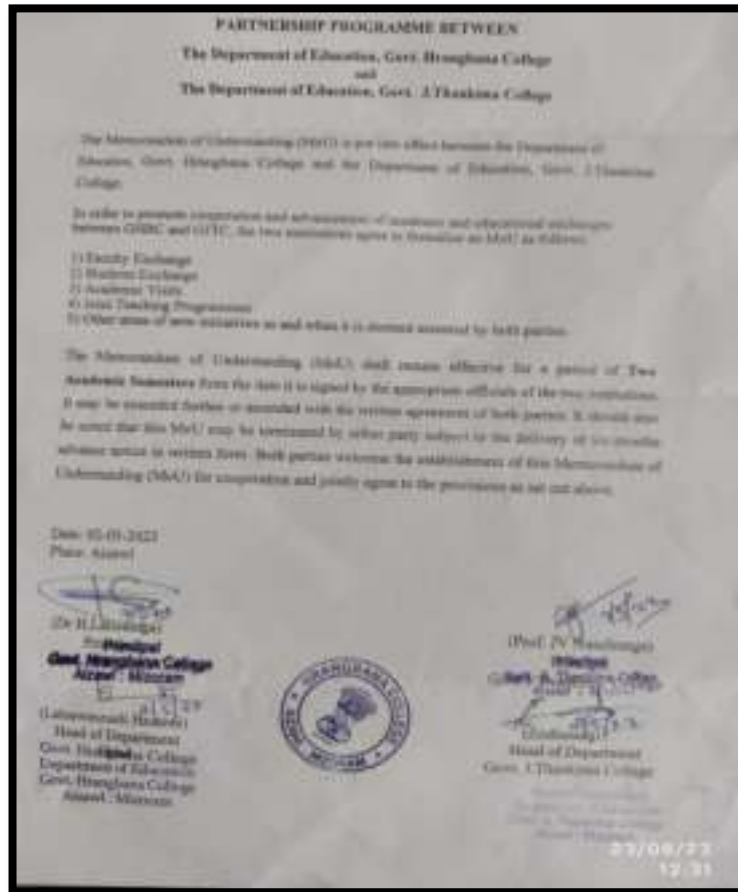 PARTNERSHIP PROGRAMME BETWEEN
The Department of Education, Govt. Hrangbana College
and
The Department of Education, Govt. J.Thankima College
The Memorandum of Understanding (MoU) is put into effect between the Department of
Education, Govt. Hrangbana College and the Department of Education, Govt. J.Thankima
College.
In order to promote cooperation and advancement of academic and educational exchanges
between GHBC and GJTC, the two institutions agree to formalize an MoU as follows:
1) Faculty Exchange
2) Student Exchange
3) Academic Visits
4) Joint Teaching Programmes
5) Other areas of new initiatives as and when it is deemed essential by both parties.
The Memorandum of Understanding (MoU) shall remain effective for a period of Two
Academic Semesters from the date it is signed by the appropriate officials of the two institutions.
It may be extended further or amended with the written agreement of both parties. It should also
be noted that this MoU may be terminated by either party subject to the delivery of six months
advance notice in written form. Both parties welcome the establishment of this Memorandum of
Understanding (MoU) for cooperation and jointly agree to the provisions as set out above.
Date:
Place: Aizawl
Principal
Govt. Hrangbana College
Aizawl : Mizoram
Head of Department
Govt. Hrangbana College
Department of Education
Govt. Hrangbana College
Aizawl : Mizoram
HRANGBANA COLLEGE
MIZORAM
(Prof.
Principal
Head of Department
Govt. J.Thankima College
12:31